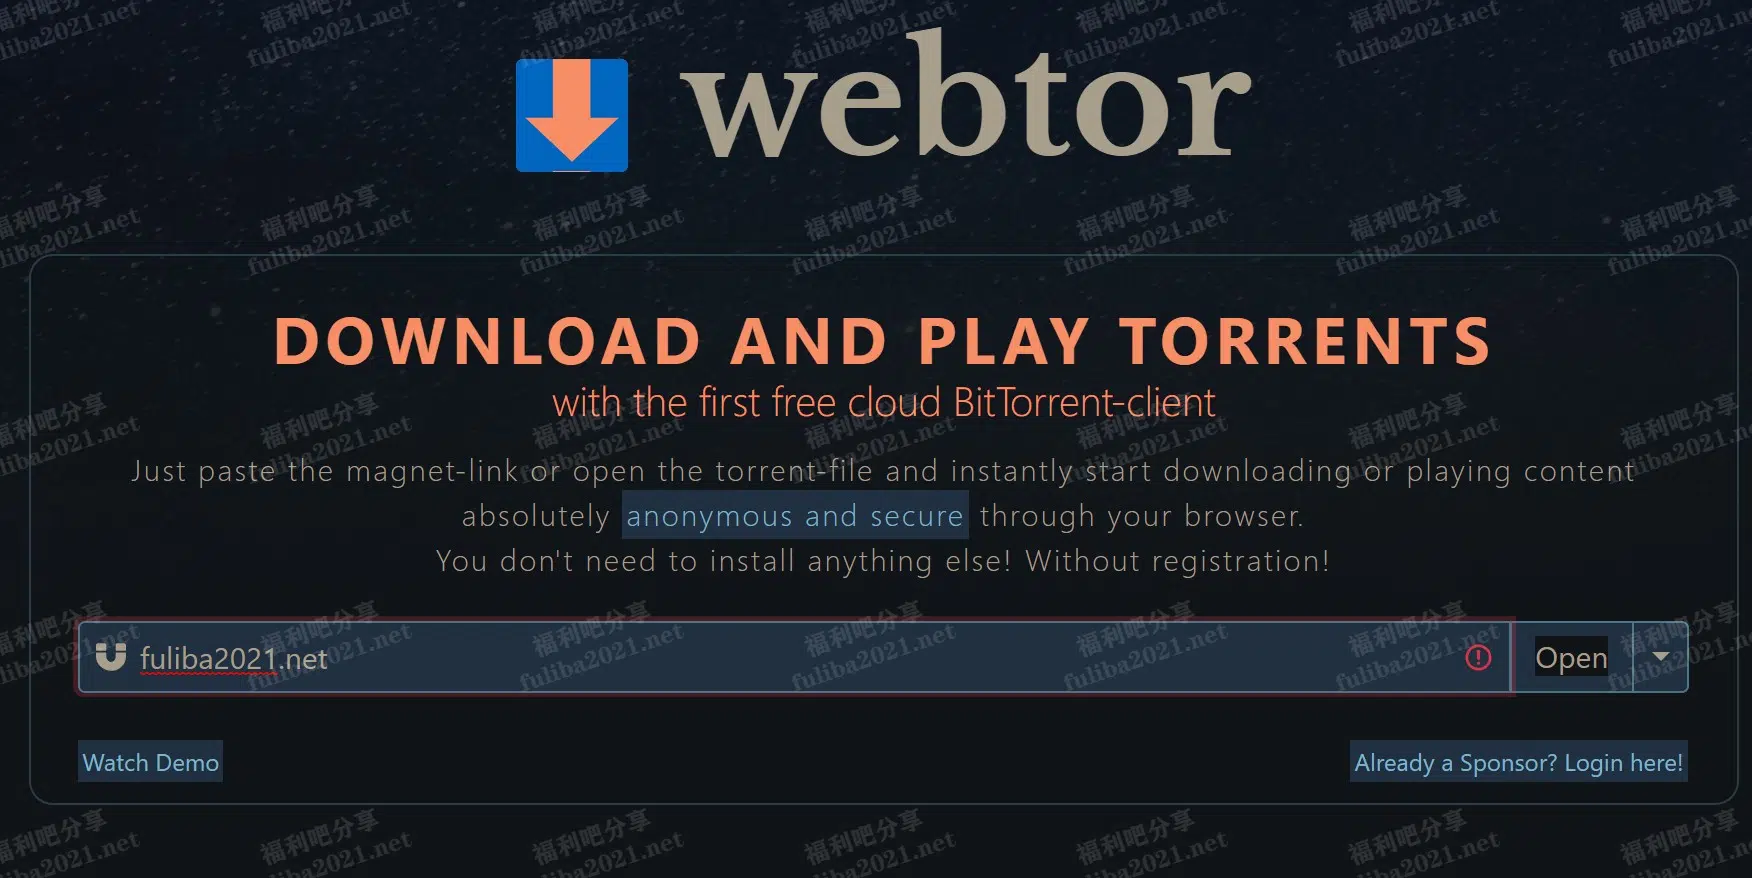 webtor
DOWNLOAD AND PLAY TORRENTS
with the first free cloud BitTorrent-client
Just paste the magnet-link or open the torrent-file and instantly start downloading or playing content
absolutely anonymous and secure through your browser.
You don't need to install anything else! Without registration!
fuliba2021.net
Open
Watch Demo
Already a Sponsor? Login here!
福利吧分享
fuliba2021.net